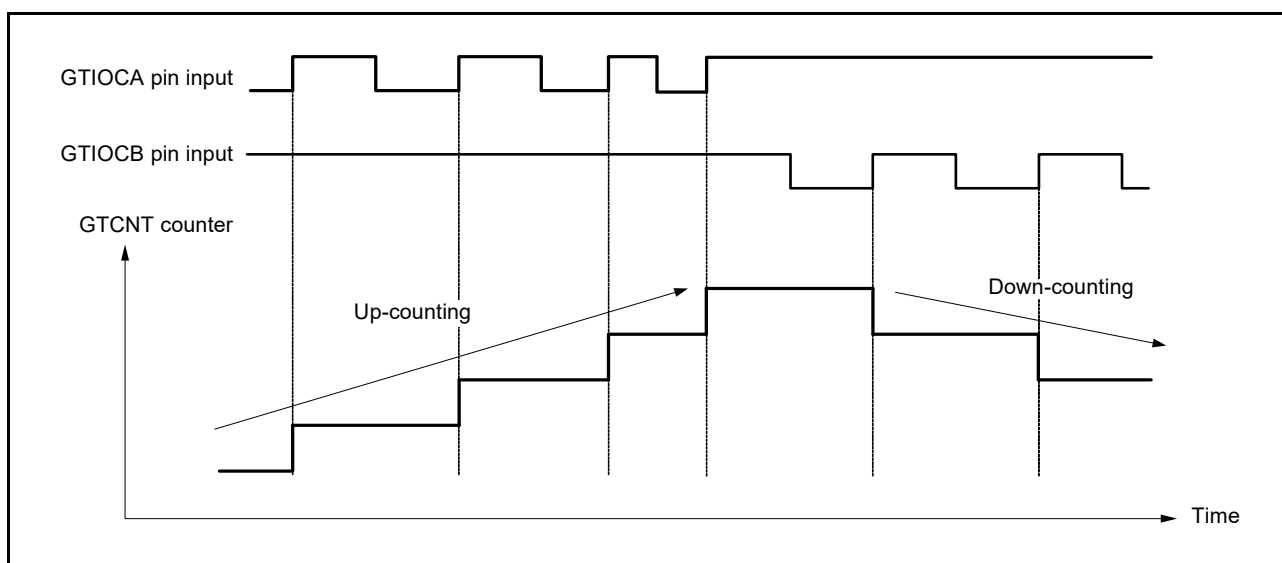 GTIOCA pin input
GTIOCB pin input
GTCNT counter
Up-counting
Down-counting
Time